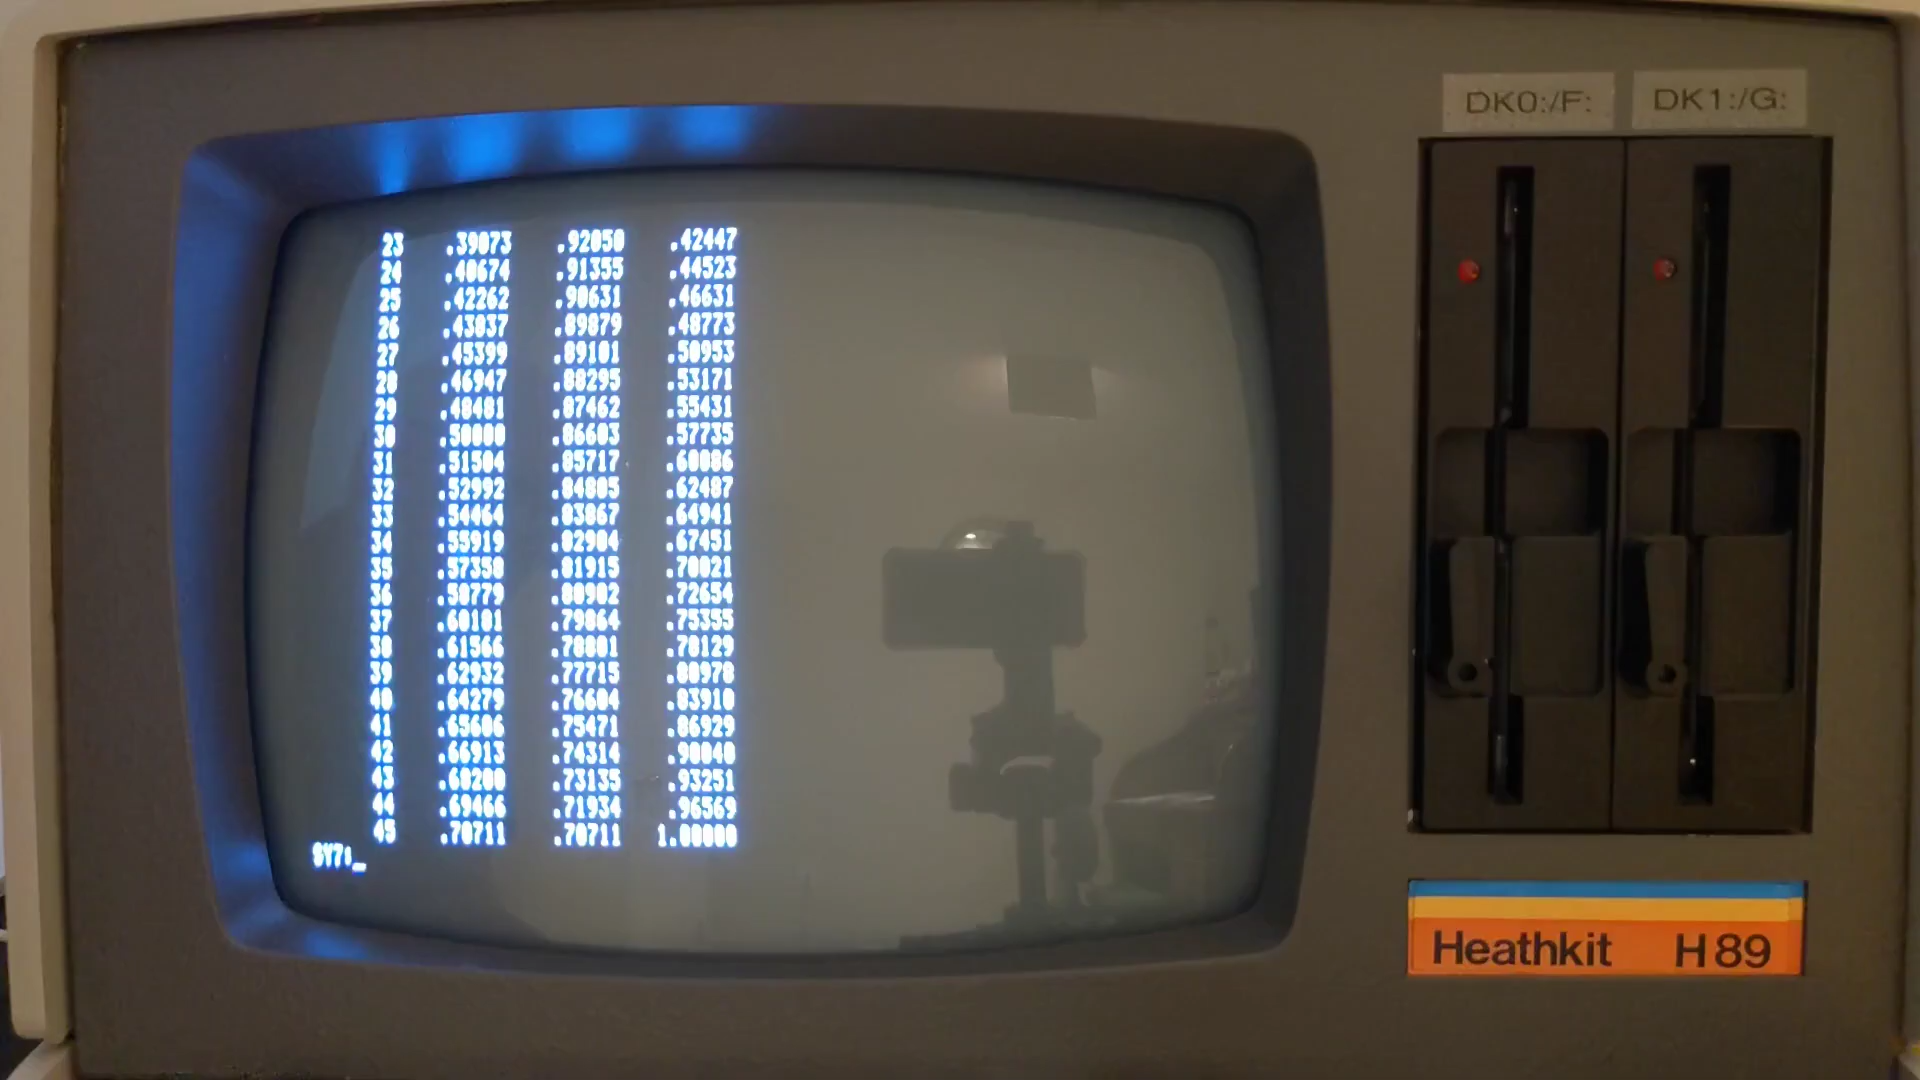 23 .39073 .92050 .42447
24 .40674 .91355 .44523
25 .42262 .90631 .46631
26 .43837 .89879 .48773
27 .45399 .89101 .50953
28 .46947 .88295 .53171
29 .48481 .87462 .55431
30 .50000 .86603 .57735
31 .51504 .85717 .60086
32 .52992 .84805 .62487
33 .54464 .83867 .64941
34 .55919 .82904 .67451
35 .57358 .81915 .70021
36 .58779 .80902 .72654
37 .60181 .79864 .75355
38 .61566 .78801 .78129
39 .62932 .77715 .80978
40 .64279 .76604 .83910
41 .65606 .75471 .86929
42 .66913 .74314 .90040
43 .68200 .73135 .93251
44 .69466 .71934 .96569
45 .70711 .70711 1.00000
SY7:_
DK0:/F:
DK1:/G:
Heathkit H89